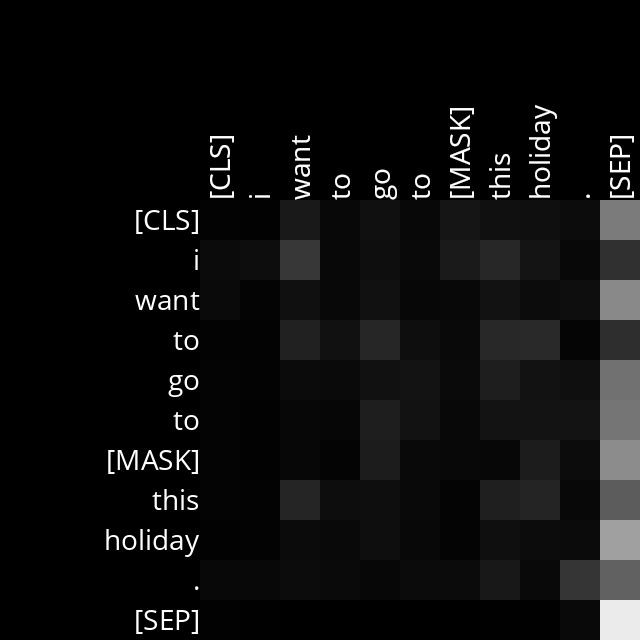 [CLS] i want to go to [MASK] this holiday . [SEP]
[CLS]
i
want
to
go
to
[MASK]
this
holiday
.
[SEP]